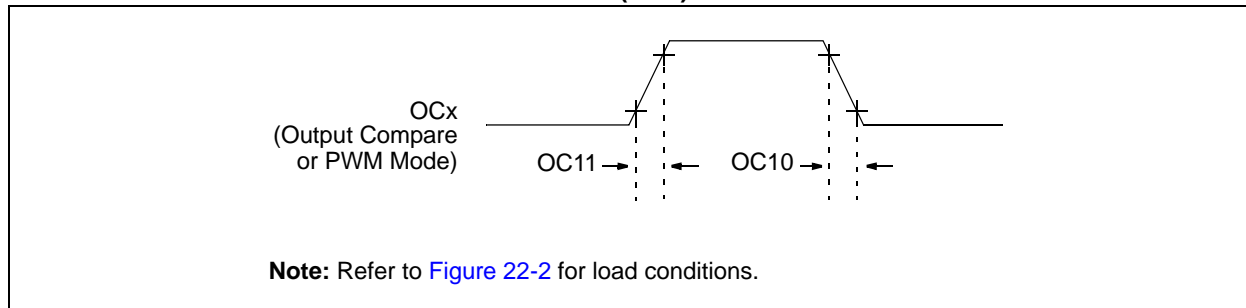 OCx
(Output Compare
or PWM Mode)
OC11
OC10
Note: Refer to Figure 22-2 for load conditions.